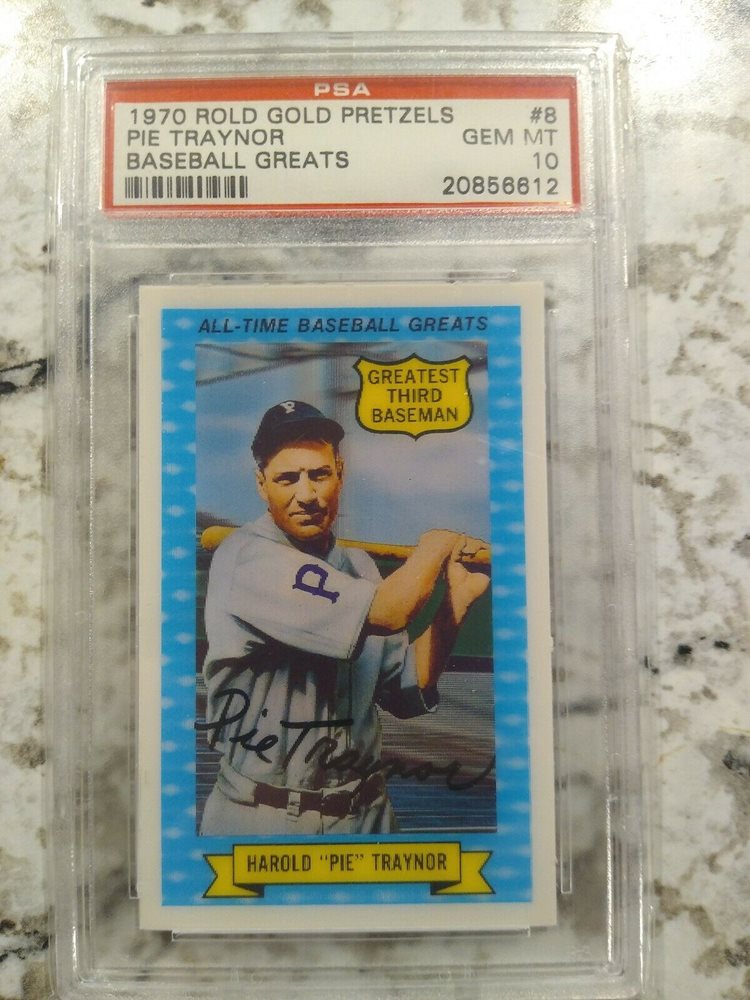 PSA
1970 ROLD GOLD PRETZELS #8
PIE TRAYNOR GEM MT
BASEBALL GREATS 10
20856612
ALL-TIME BASEBALL GREATS
GREATEST
THIRD
BASEMAN
P
P
Pie Traynor
HAROLD "PIE" TRAYNOR